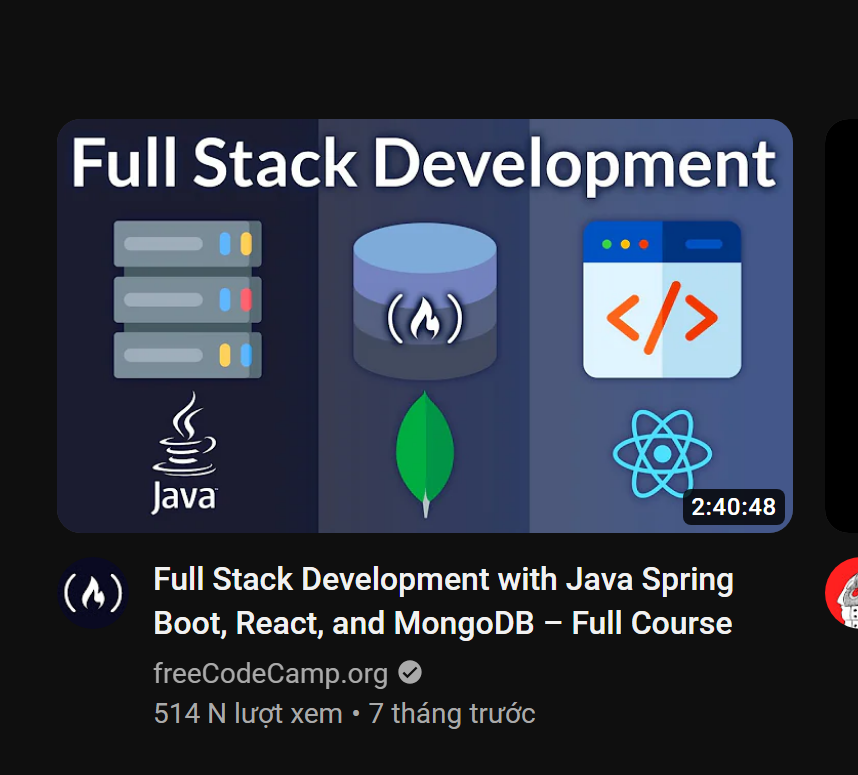 Full Stack Development
Java
2:40:48
Full Stack Development with Java Spring
Boot, React, and MongoDB – Full Course
freeCodeCamp.org
514 N lượt xem • 7 tháng trước